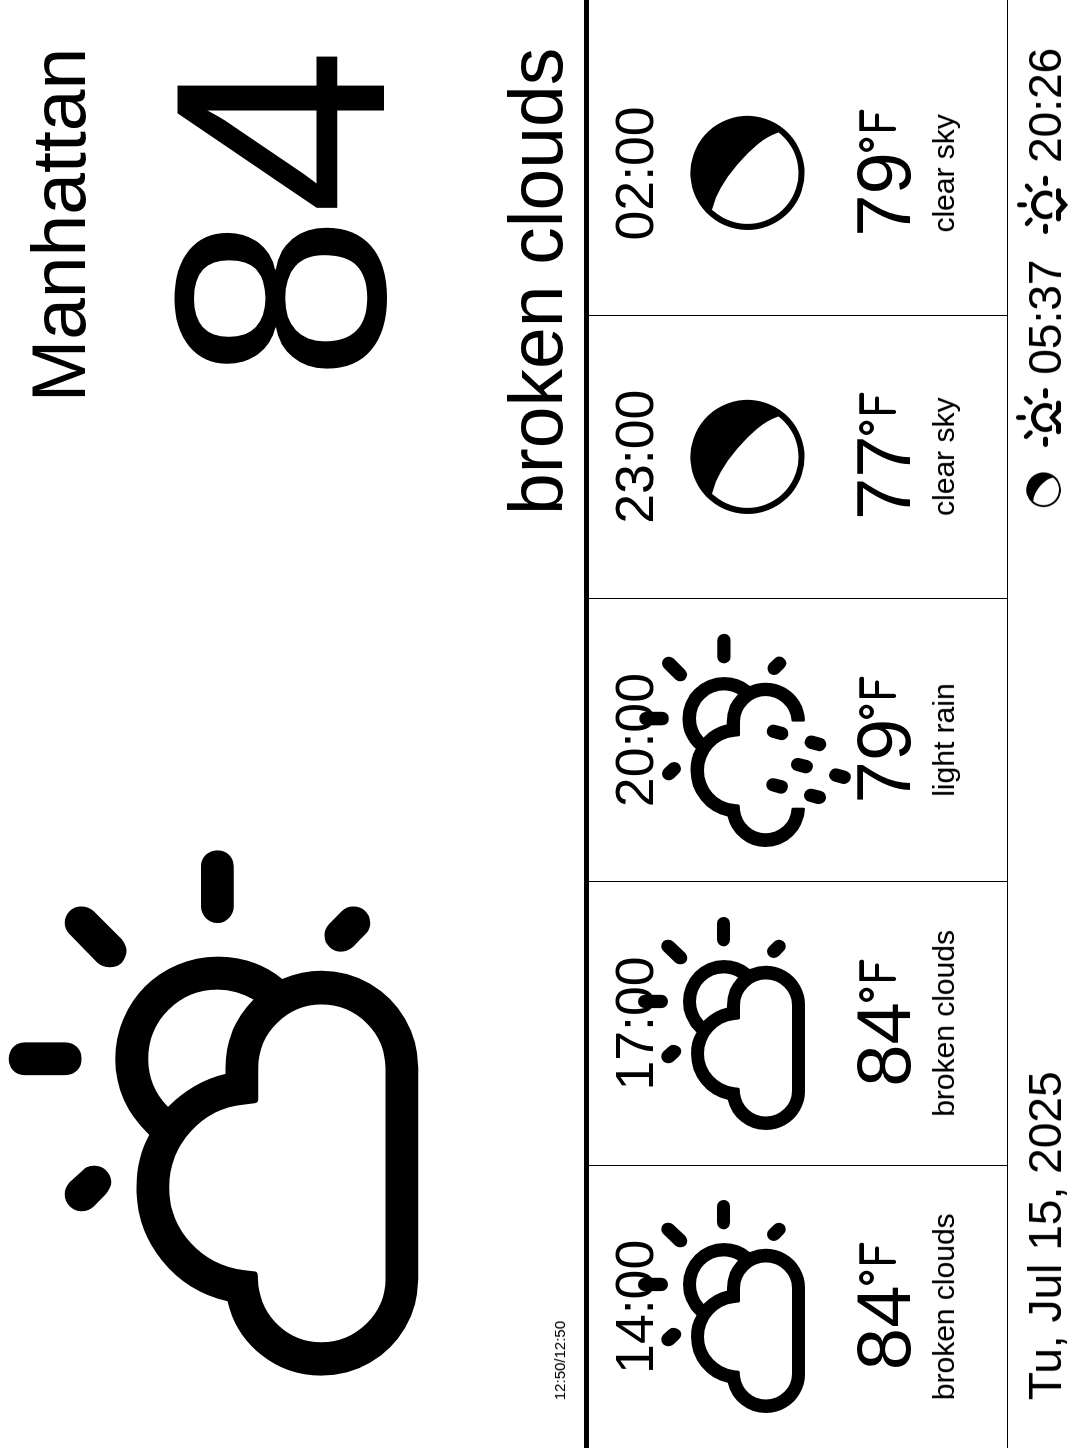 Manhattan
84
broken clouds
12:50/12:50
14:00
84°F
broken clouds
17:00
84°F
broken clouds
20:00
79°F
light rain
23:00
77°F
clear sky
02:00
79°F
clear sky
Tu, Jul 15, 2025
05:37
20:26